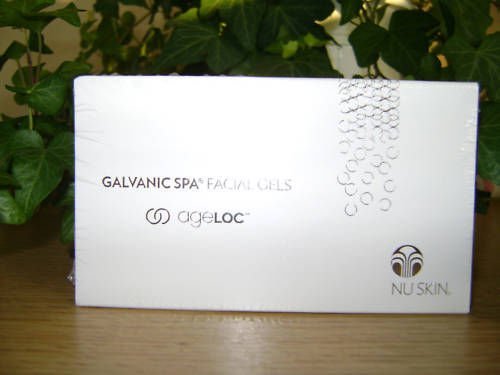 GALVANIC SPA® FACIAL GELS
ageLOC™
NU SKIN®